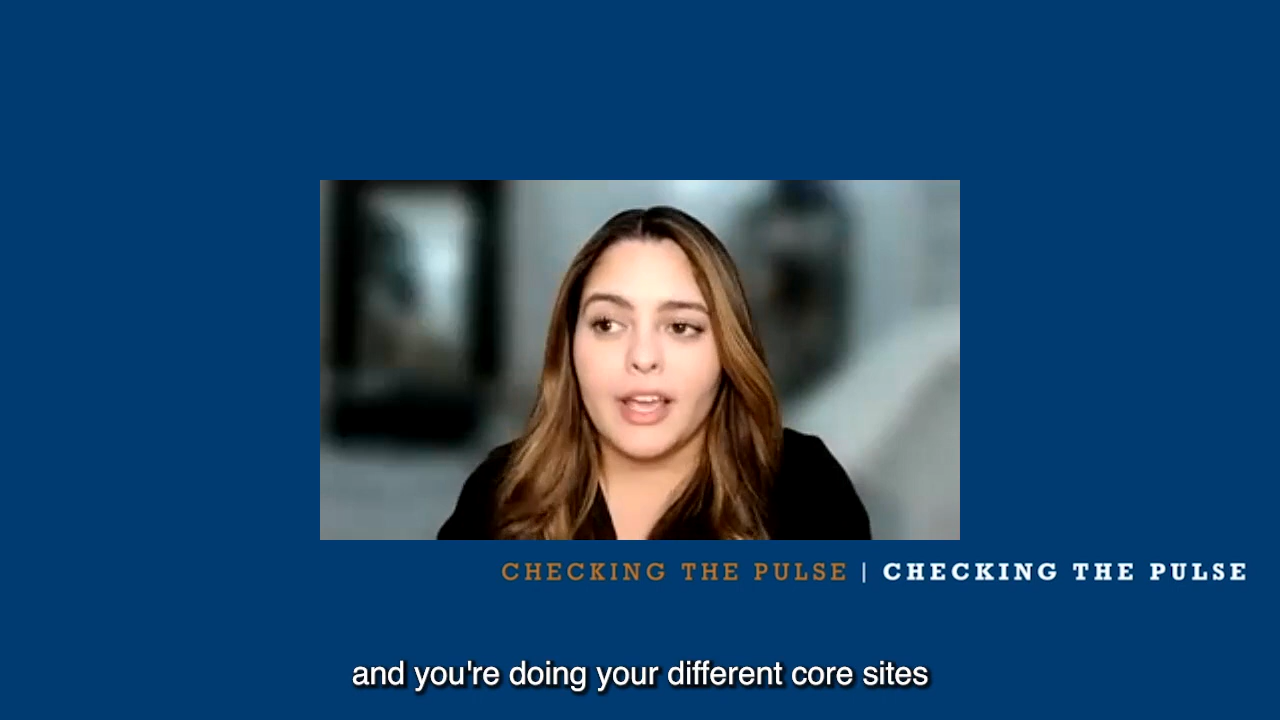 CHECKING THE PULSE | CHECKING THE PULSE
and you're doing your different core sites